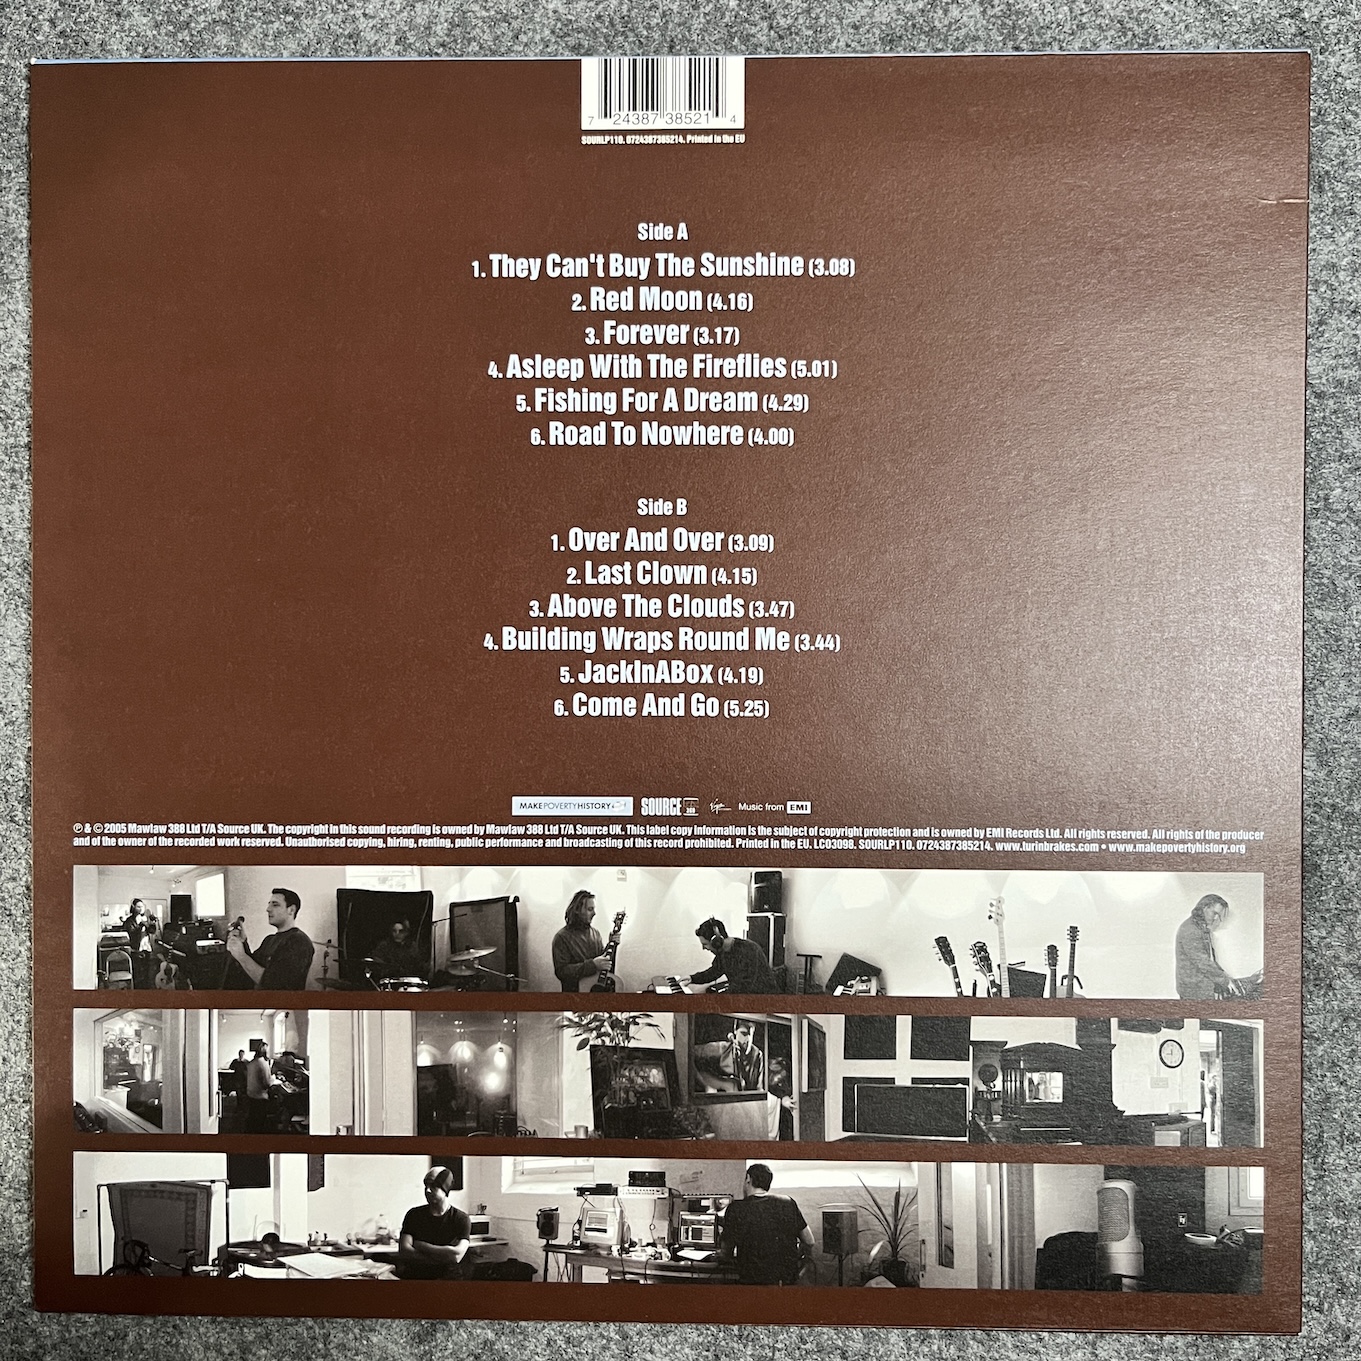 7 24387 38521 4
SOURLP110. 0724387385214. Printed in the EU
Side A
1. They Can't Buy The Sunshine (3.08)
2. Red Moon (4.16)
3. Forever (3.17)
4. Asleep With The Fireflies (5.01)
5. Fishing For A Dream (4.29)
6. Road To Nowhere (4.00)
Side B
1. Over And Over (3.09)
2. Last Clown (4.15)
3. Above The Clouds (3.47)
4. Building Wraps Round Me (3.44)
5. JackInABox (4.19)
6. Come And Go (5.25)
MAKEPOVERTYHISTORY SOURCE Virgin Music from EMI
℗ & © 2005 Mawlaw 388 Ltd T/A Source UK. The copyright in this sound recording is owned by Mawlaw 388 Ltd T/A Source UK. This label copy information is the subject of copyright protection and is owned by EMI Records Ltd. All rights reserved. All rights of the producer
and of the owner of the recorded work reserved. Unauthorised copying, hiring, renting, public performance and broadcasting of this record prohibited. Printed in the EU. LC03098. SOURLP110. 0724387385214. www.turinbrakes.com • www.makepovertyhistory.org